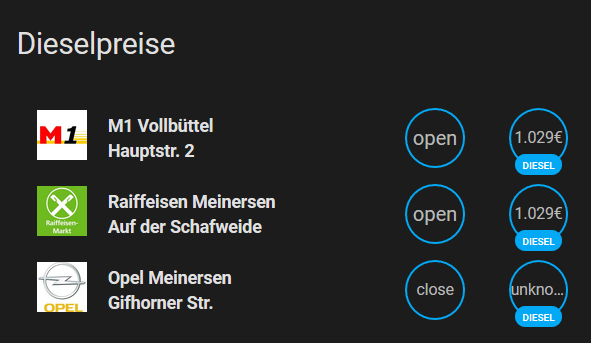 Dieselpreise
M1
M1 Vollbüttel
Hauptstr. 2
open
1.029€
DIESEL
Raiffeisen-
Markt
Raiffeisen Meinersen
Auf der Schafweide
open
1.029€
DIESEL
OPEL
Opel Meinersen
Gifhorner Str.
close
unkno...
DIESEL